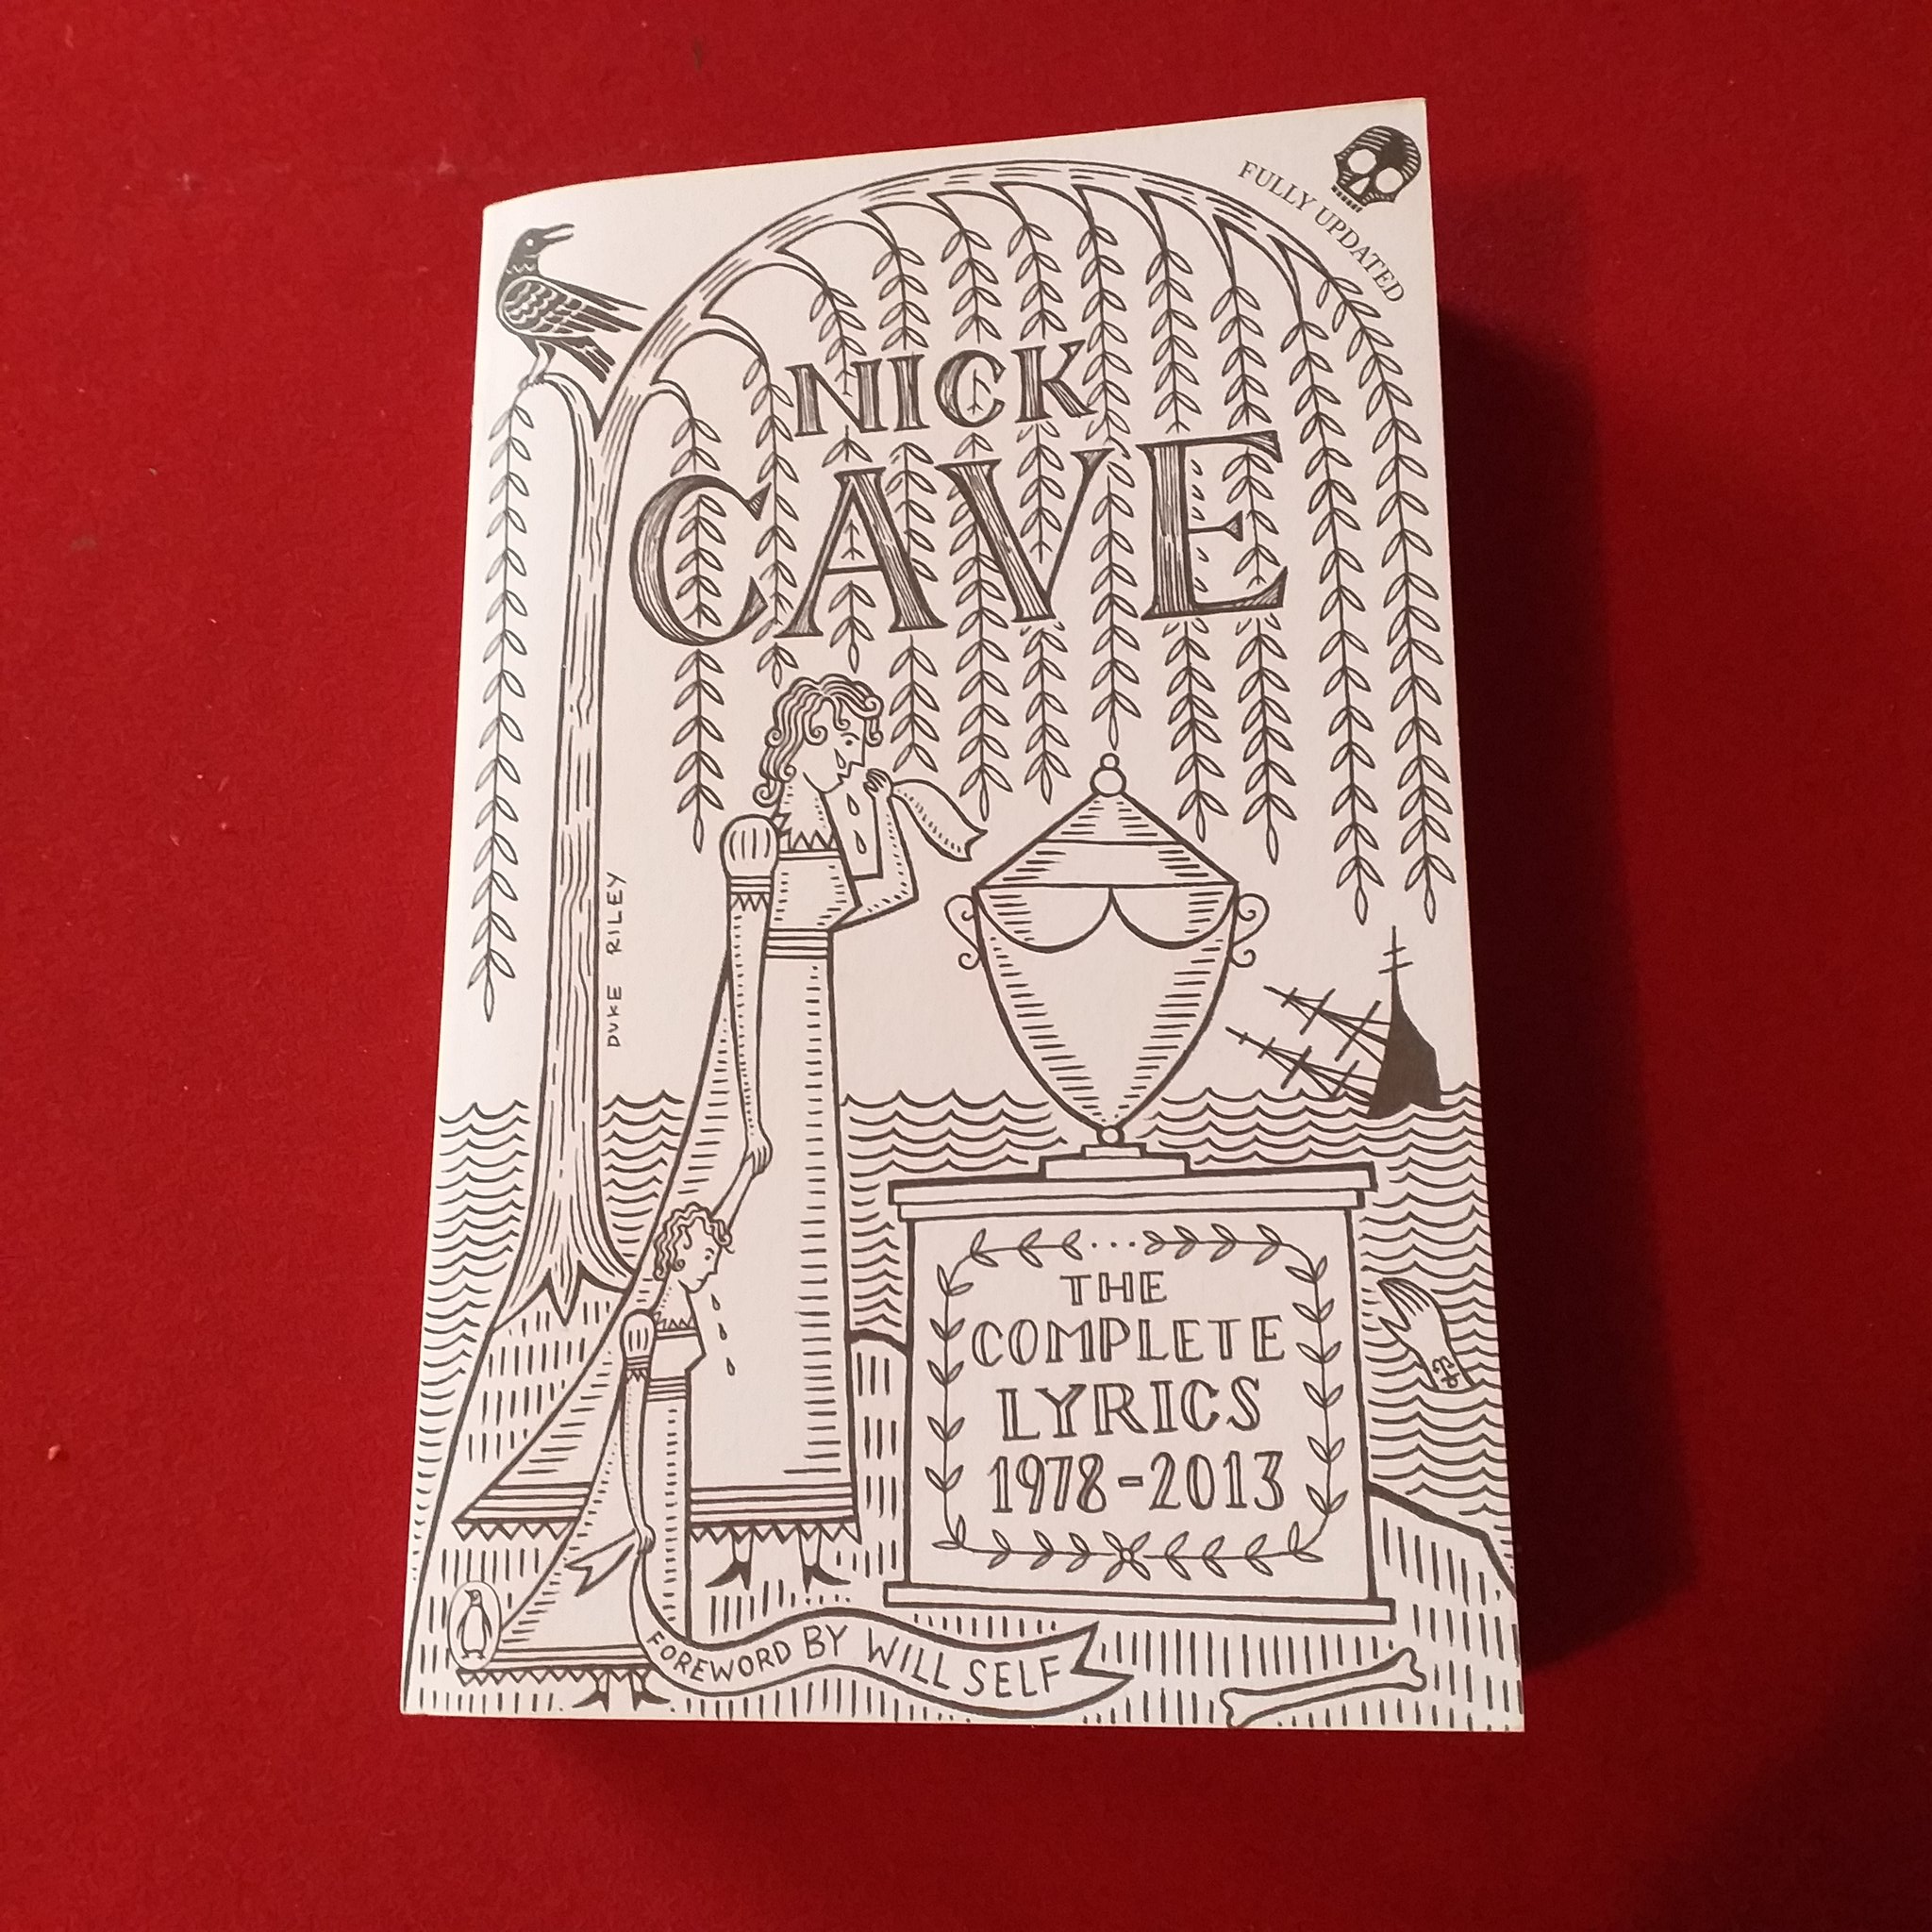 FULLY UPDATED
NICK
CAVE
DUKE RILEY
THE
COMPLETE
LYRICS
1978-2013
FOREWORD BY WILL SELF